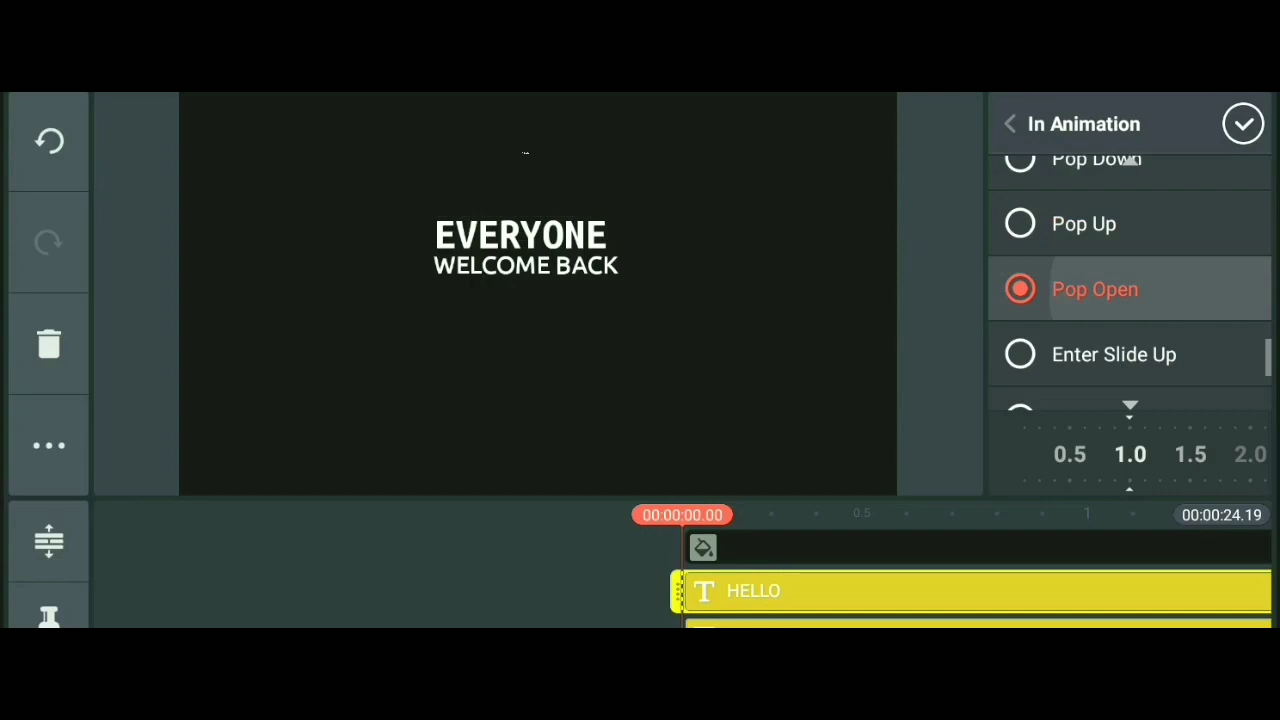 In Animation
Pop Down
Pop Up
Pop Open
Enter Slide Up
0.5 1.0 1.5 2.0
EVERYONE
WELCOME BACK
00:00:00.00 0.5 1 00:00:24.19
T HELLO